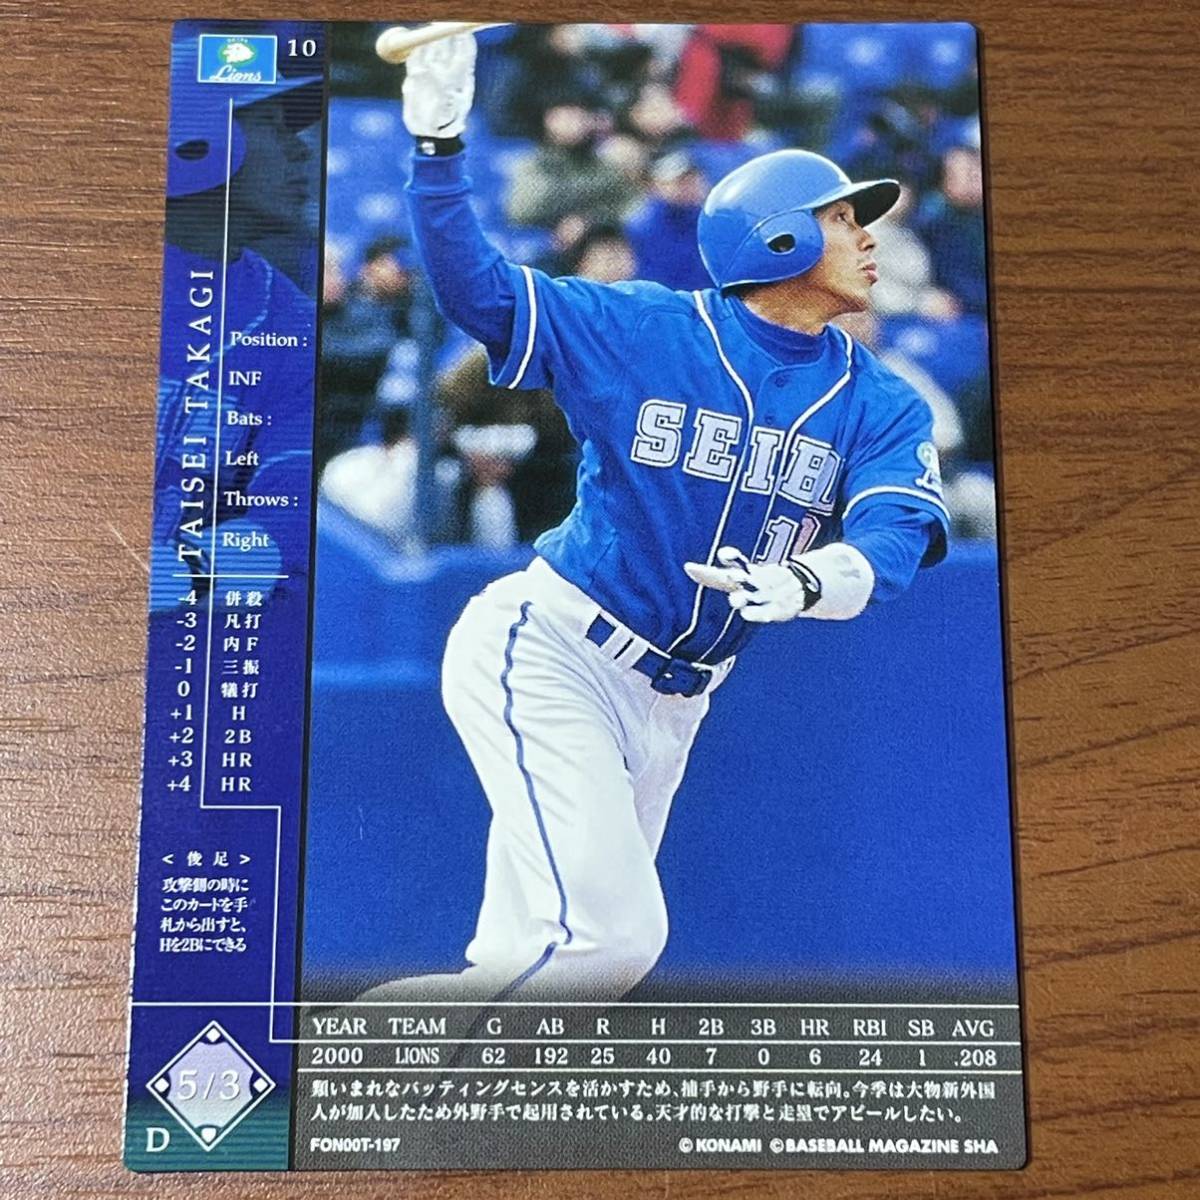 Lions
10
TAISEI TAKAGI
Position :
INF
Bats :
Left
Throws :
Right
-4 併殺
-3 凡打
-2 内F
-1 三振
0 犠打
+1 H
+2 2B
+3 HR
+4 HR
< 後足 >
攻撃側の時に
このカードを手
札から出すと、
Hを2Bにできる
5/3
D
SEIBU
10
YEAR TEAM G AB R H 2B 3B HR RBI SB AVG
2000 LIONS 62 192 25 40 7 0 6 24 1 .208
類いまれなバッティングセンスを活かすため、捕手から野手に転向。今季は大物新外国
人が加入したため外野手で起用されている。天才的な打撃と走塁でアピールしたい。
FON00T-197
©KONAMI ©BASEBALL MAGAZINE SHA